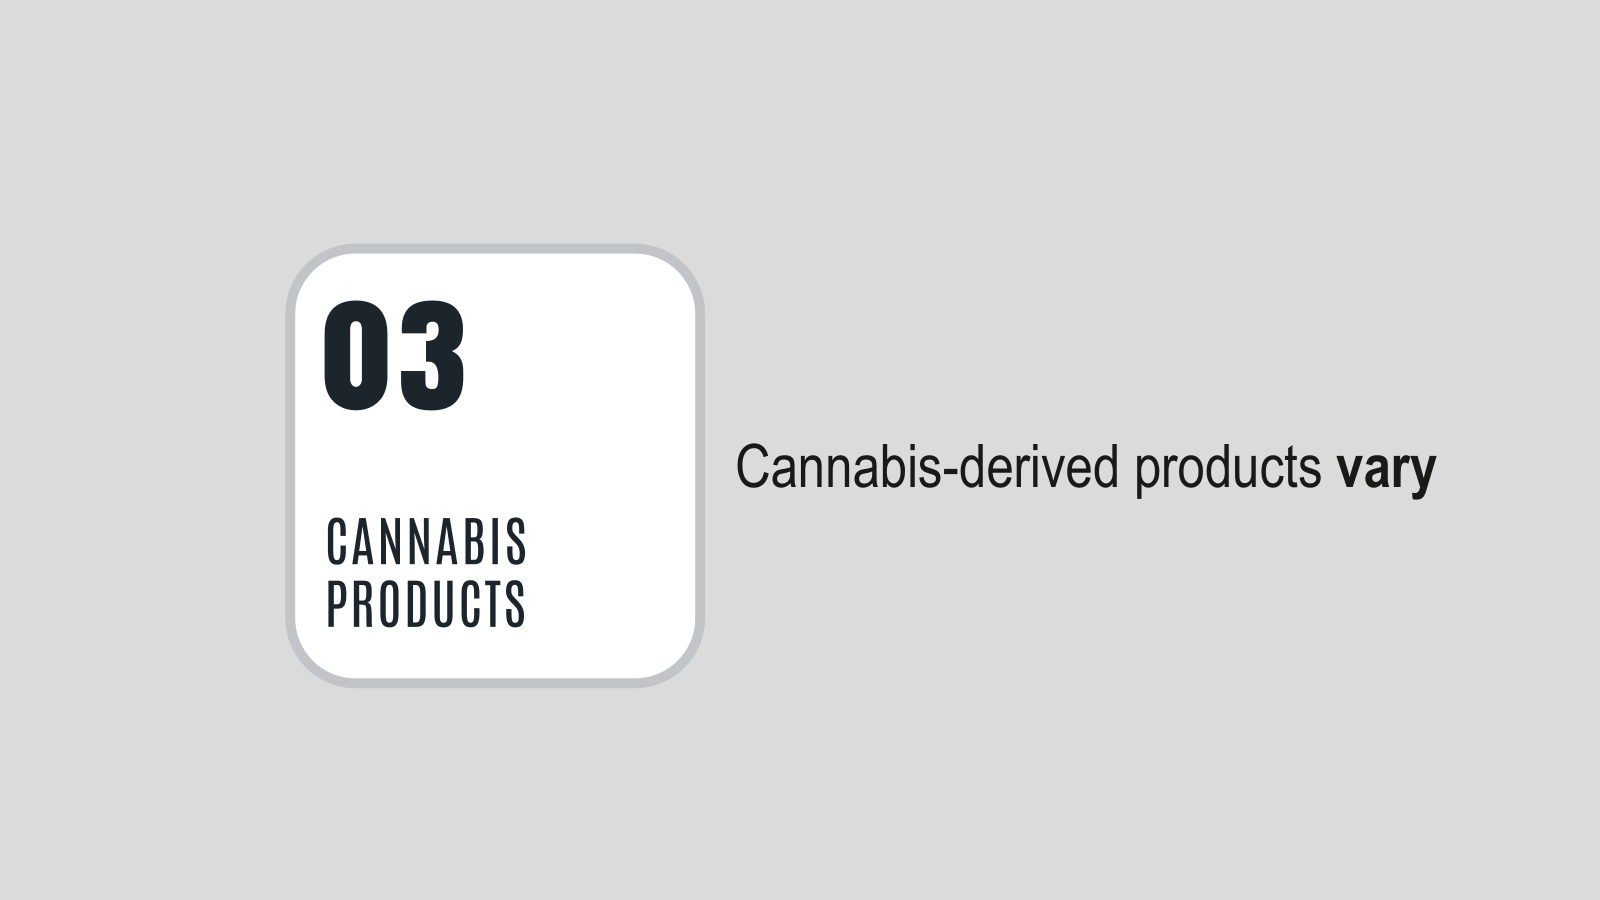 03
CANNABIS
PRODUCTS
Cannabis-derived products vary